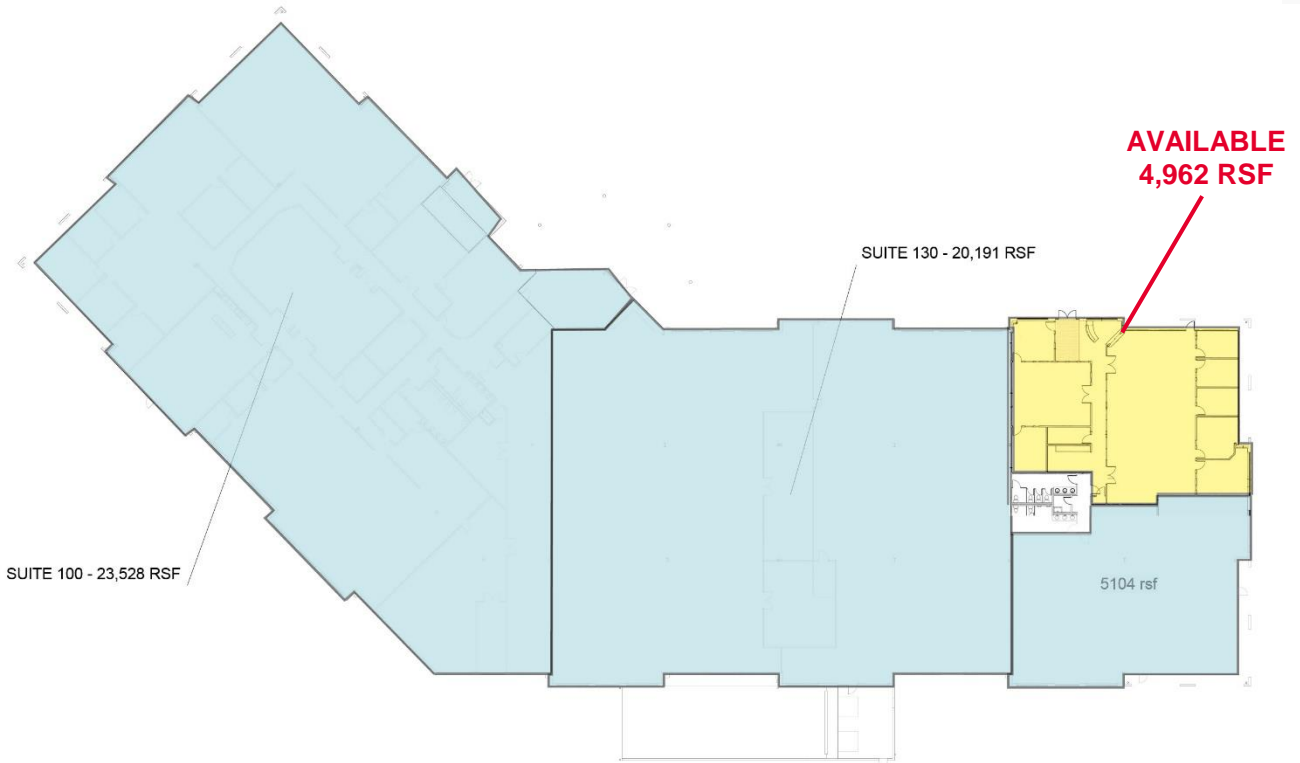 AVAILABLE
4,962 RSF
SUITE 130 - 20,191 RSF
SUITE 100 - 23,528 RSF
5104 rsf